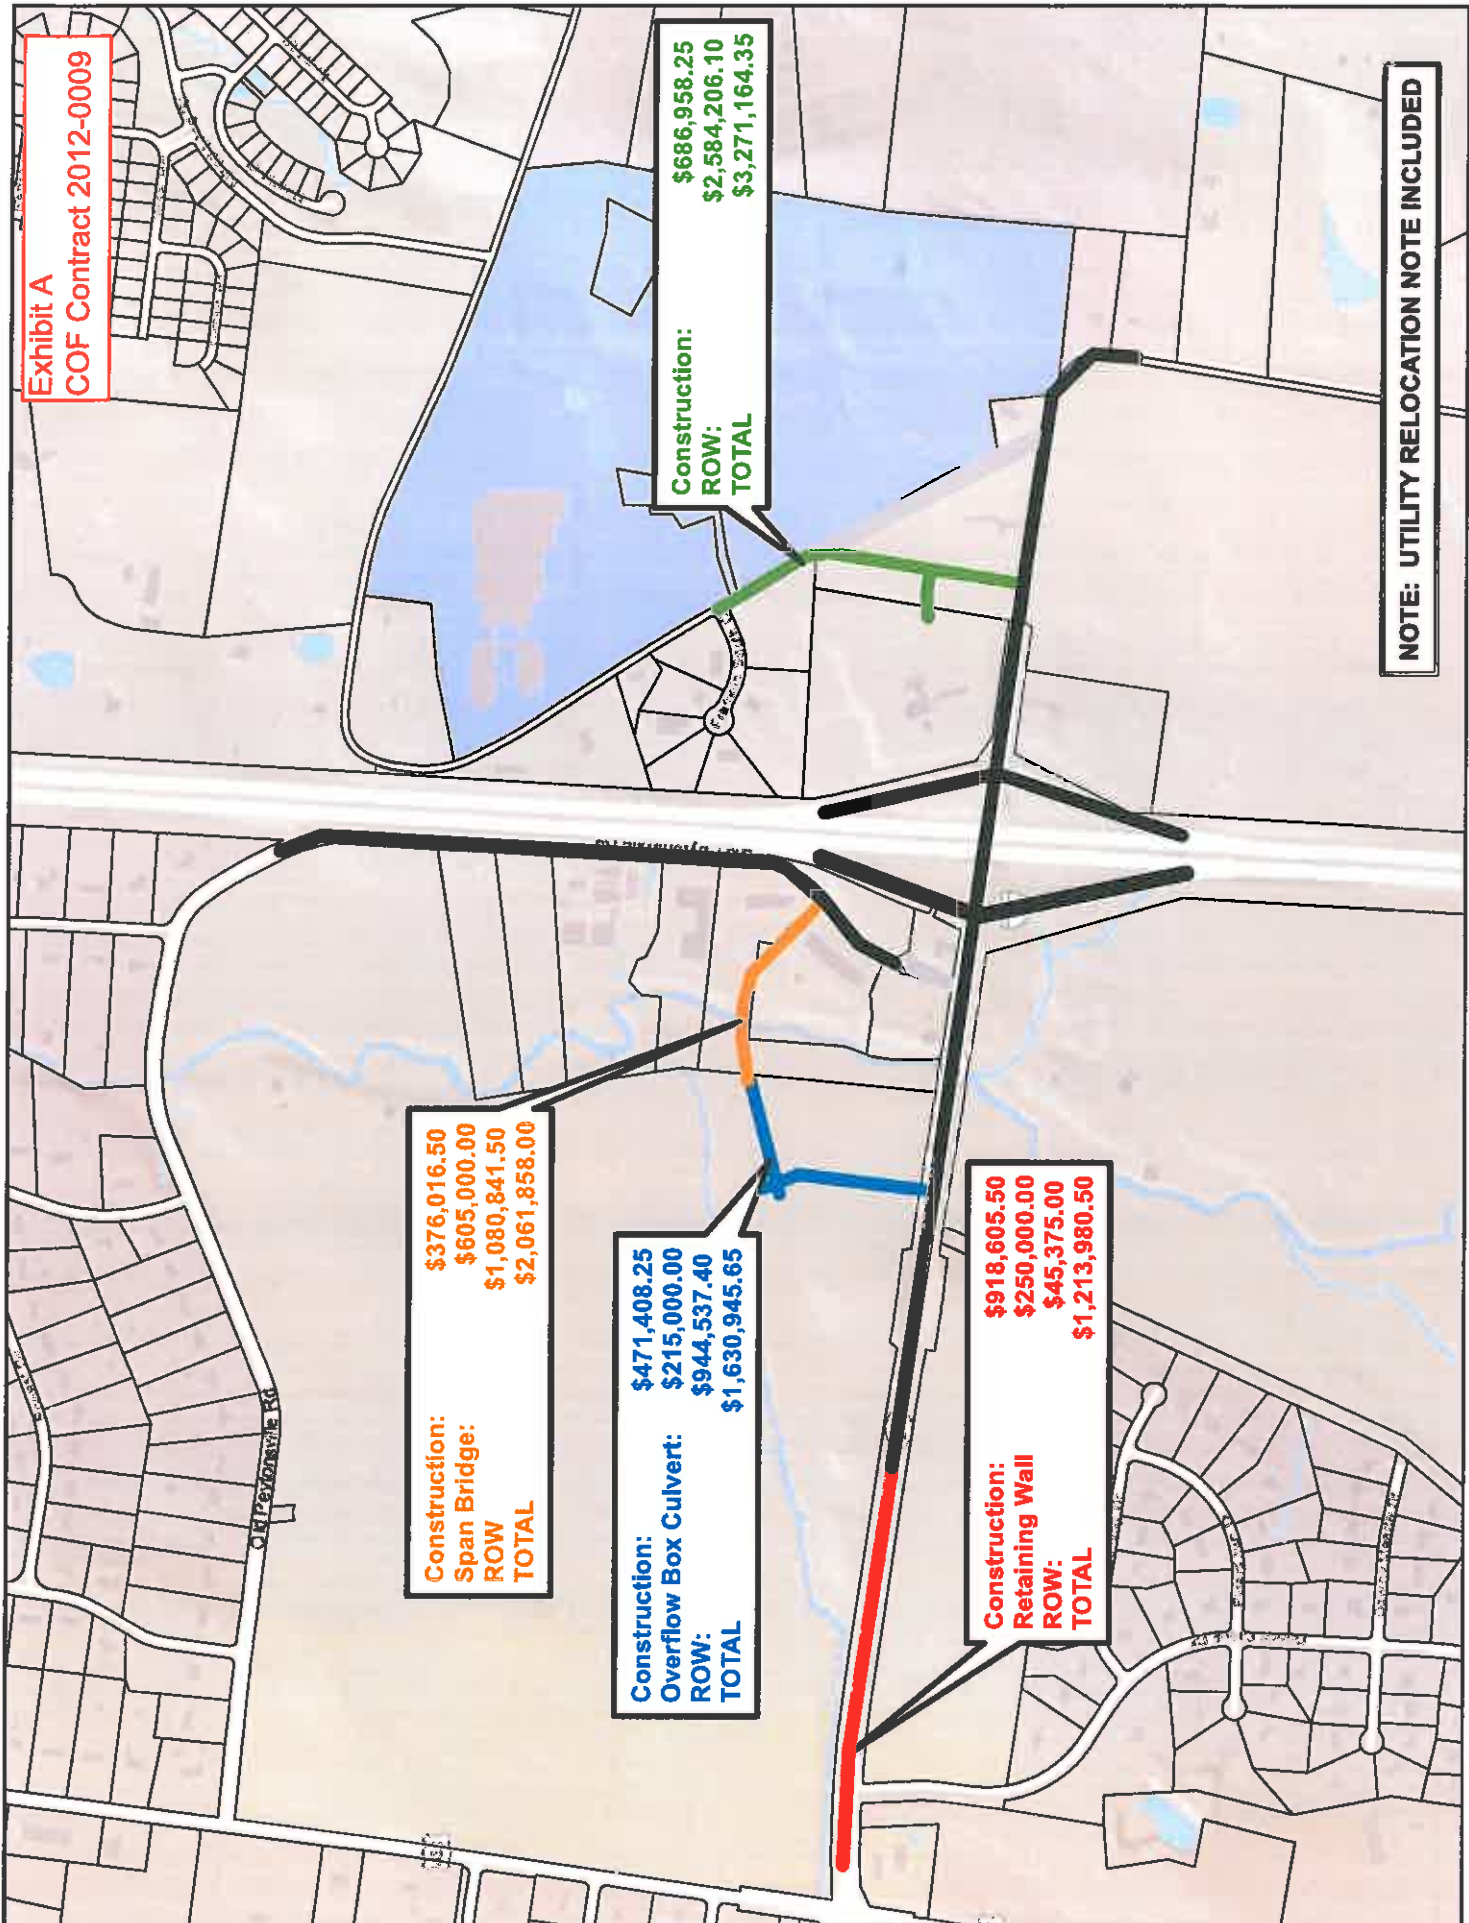 Exhibit A
COF Contract 2012-0009
Construction: $686,958.25
ROW: $2,584,206.10
TOTAL $3,271,164.35
Construction: $376,016.50
Span Bridge: $605,000.00
ROW $1,080,841.50
TOTAL $2,061,858.00
Old Peytonsville Rd
Construction: $471,408.25
Overflow Box Culvert: $215,000.00
ROW: $944,537.40
TOTAL $1,630,945.65
Construction: $918,605.50
Retaining Wall $250,000.00
ROW: $45,375.00
TOTAL $1,213,980.50
NOTE: UTILITY RELOCATION NOTE INCLUDED